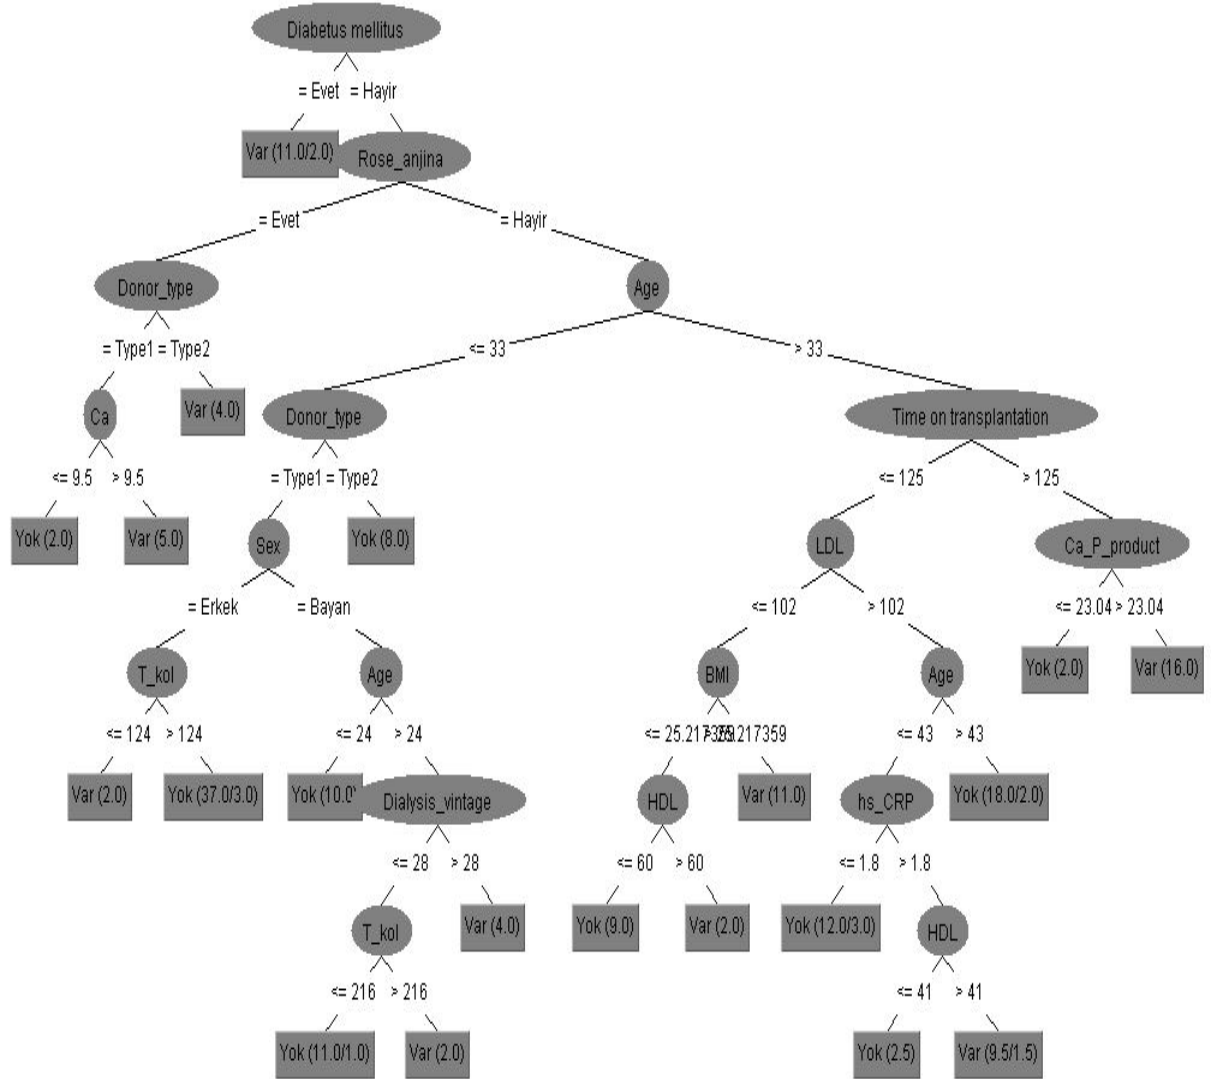 Diabetus mellitus
= Evet = Hayir
Var (11.0/2.0) Rose_anjina
= Evet = Hayir
Donor_type Age
= Type1 = Type2 <= 33 > 33
Ca Var (4.0) Donor_type Time on transplantation
<= 9.5 > 9.5 = Type1 = Type2 <= 125 > 125
Yok (2.0) Var (5.0) Sex Yok (8.0) LDL Ca_P_product
= Erkek = Bayan <= 102 > 102 <= 23.04 > 23.04
T_kol Age BMI Age Yok (2.0) Var (16.0)
<= 124 > 124 <= 24 > 24 <= 25.217359 > 25.217359 <= 43 > 43
Var (2.0) Yok (37.0/3.0) Yok (10.0) Dialysis_vintage HDL Var (11.0) hs_CRP Yok (18.0/2.0)
<= 28 > 28 <= 60 > 60 <= 1.8 > 1.8
T_kol Var (4.0) Yok (9.0) Var (2.0) Yok (12.0/3.0) HDL
<= 216 > 216 <= 41 > 41
Yok (11.0/1.0) Var (2.0) Yok (2.5) Var (9.5/1.5)